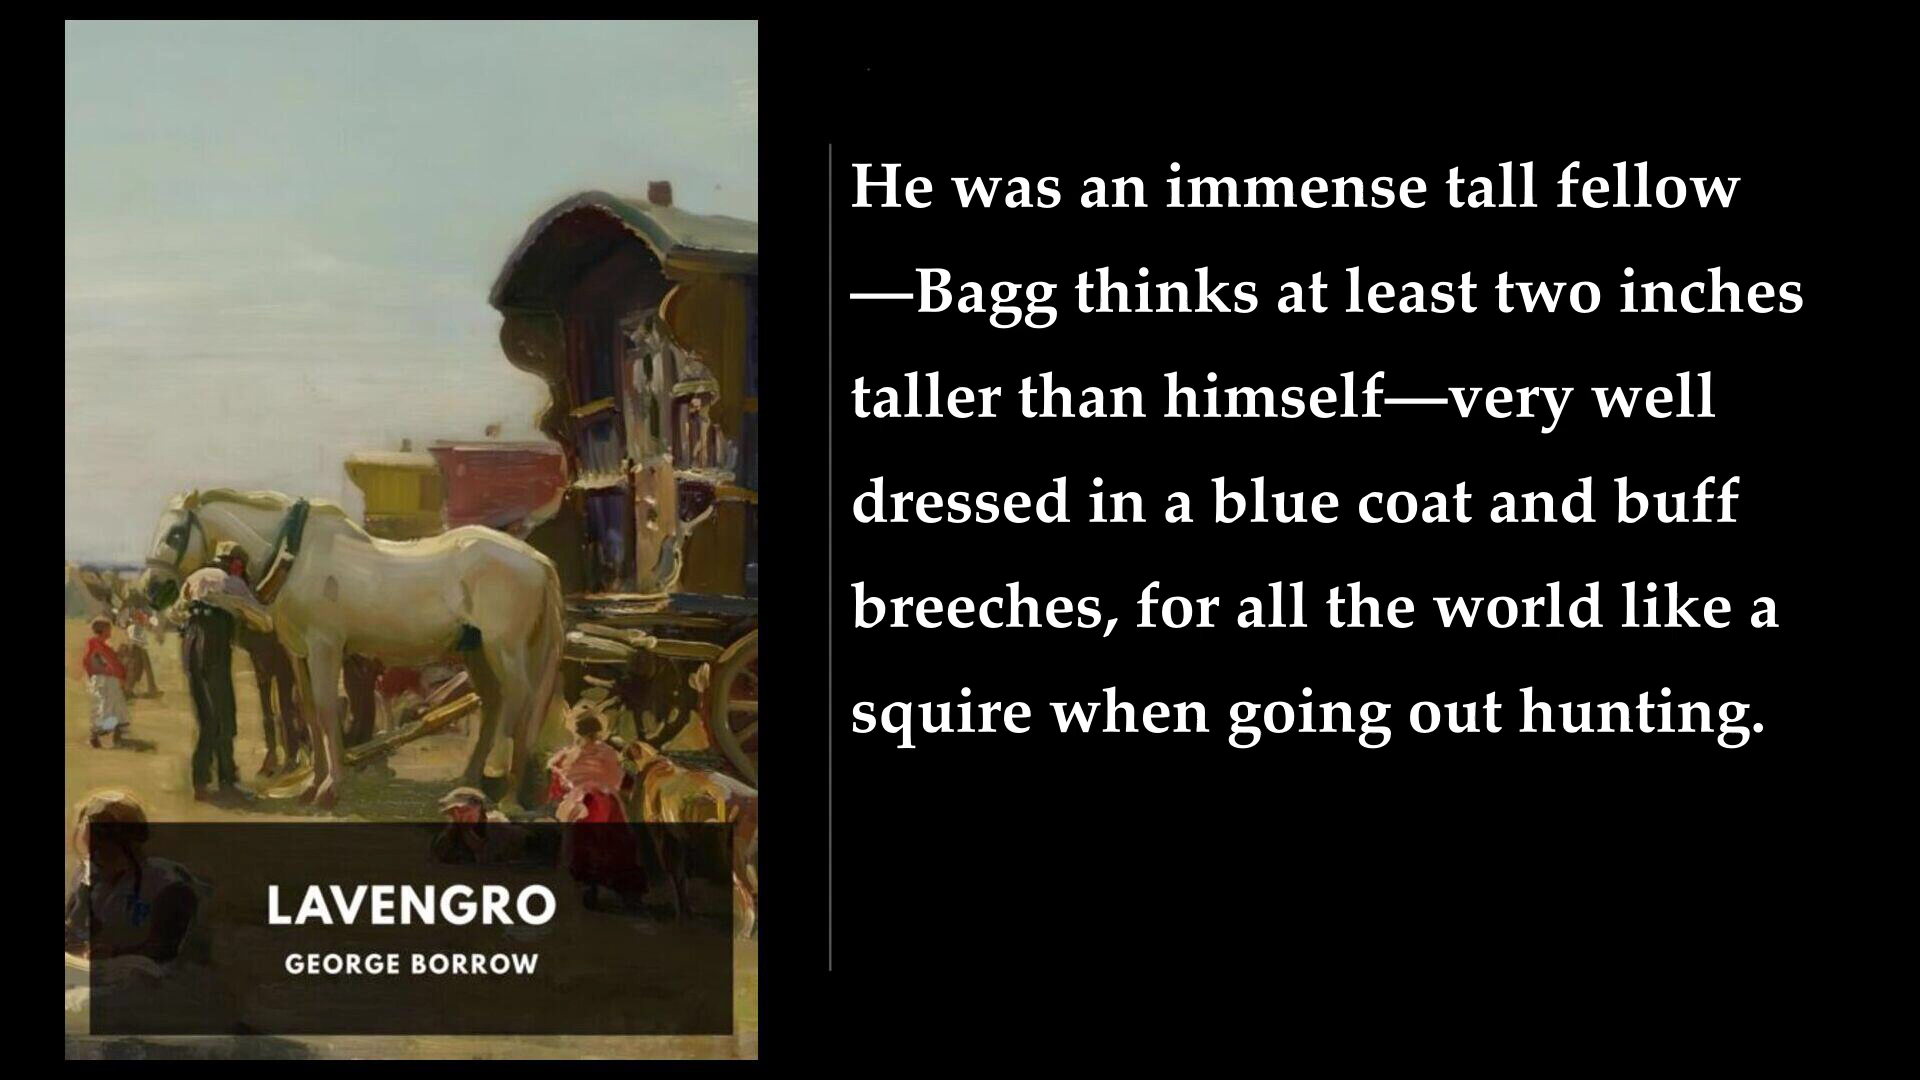 He was an immense tall fellow
—Bagg thinks at least two inches
taller than himself—very well
dressed in a blue coat and buff
breeches, for all the world like a
squire when going out hunting.
LAVENGRO
GEORGE BORROW